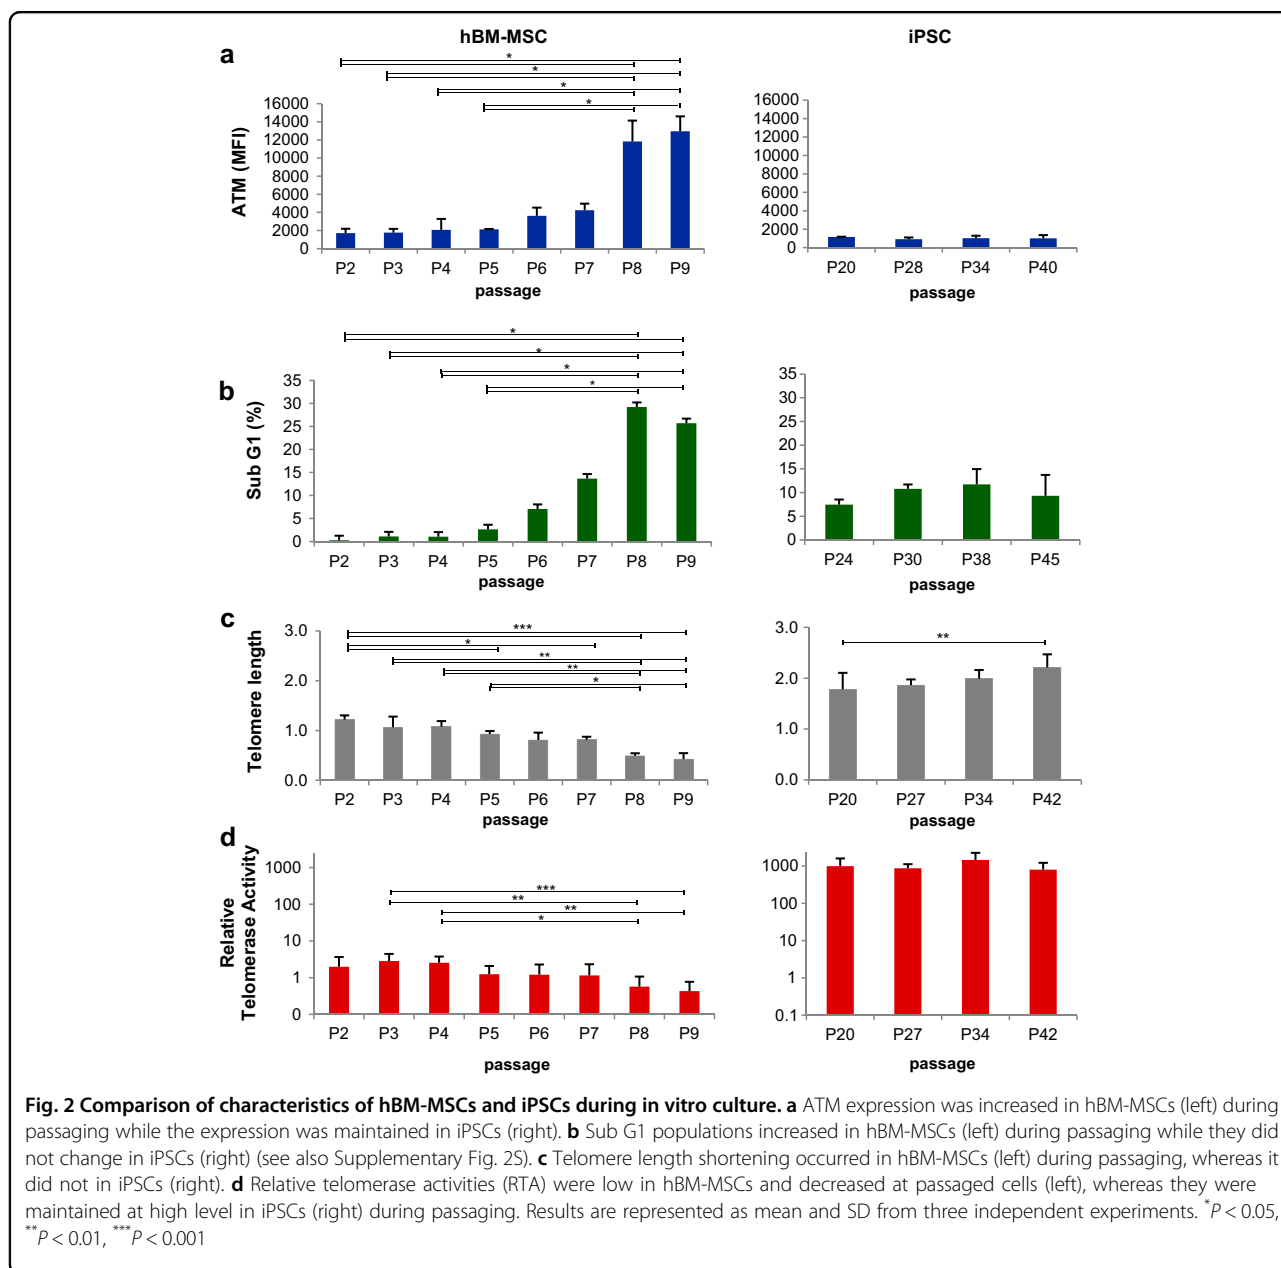 hBM-MSC
iPSC
a
*
*
*
*
ATM (MFI)
16000
14000
12000
10000
8000
6000
4000
2000
0
P2 P3 P4 P5 P6 P7 P8 P9
passage
16000
14000
12000
10000
8000
6000
4000
2000
0
P20 P28 P34 P40
passage
b
*
*
*
*
Sub G1 (%)
35
30
25
20
15
10
5
0
P2 P3 P4 P5 P6 P7 P8 P9
passage
35
30
25
20
15
10
5
0
P24 P30 P38 P45
passage
c
***
*
**
**
*
Telomere length
3.0
2.0
1.0
0.0
P2 P3 P4 P5 P6 P7 P8 P9
passage
**
3.0
2.0
1.0
0.0
P20 P27 P34 P42
passage
d
***
**
**
*
Relative
Telomerase Activity
1000
100
10
1
0
P2 P3 P4 P5 P6 P7 P8 P9
passage
1000
100
10
1
0.1
P20 P27 P34 P42
passage
Fig. 2 Comparison of characteristics of hBM-MSCs and iPSCs during in vitro culture. a ATM expression was increased in hBM-MSCs (left) during
passaging while the expression was maintained in iPSCs (right). b Sub G1 populations increased in hBM-MSCs (left) during passaging while they did
not change in iPSCs (right) (see also Supplementary Fig. 2S). c Telomere length shortening occurred in hBM-MSCs (left) during passaging, whereas it
did not in iPSCs (right). d Relative telomerase activities (RTA) were low in hBM-MSCs and decreased at passaged cells (left), whereas they were
maintained at high level in iPSCs (right) during passaging. Results are represented as mean and SD from three independent experiments. *P < 0.05,
**P < 0.01, ***P < 0.001